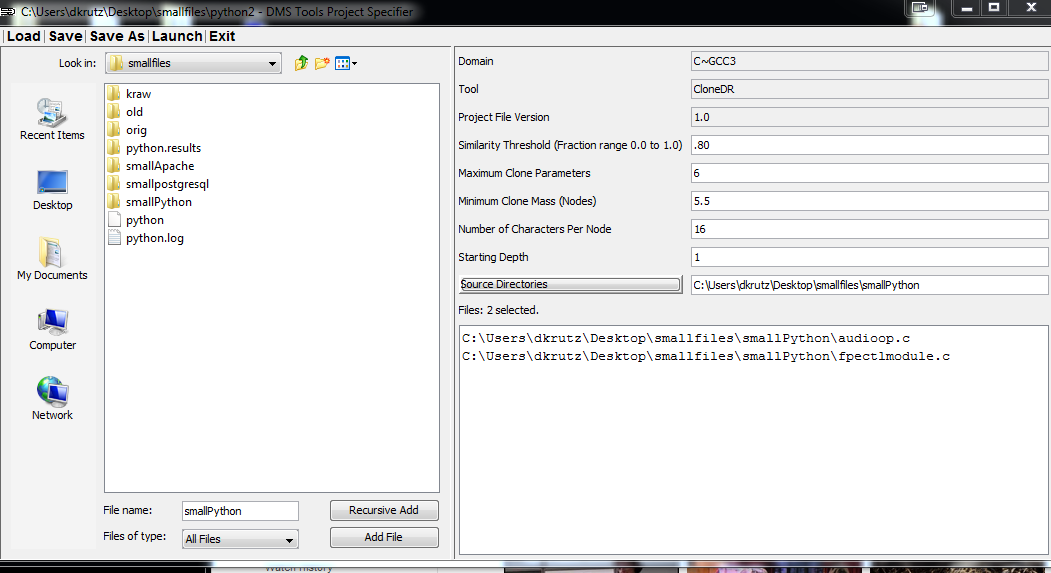 C:\Users\dkrutz\Desktop\smallfiles\python2 - DMS Tools Project Specifier
|Load|Save|Save As|Launch|Exit
Look in: smallfiles
Recent Items
Desktop
My Documents
Computer
Network
kraw
old
orig
python.results
smallApache
smallpostgresql
smallPython
python
python.log
File name: smallPython Recursive Add
Files of type: All Files Add File
Domain C~GCC3
Tool CloneDR
Project File Version 1.0
Similarity Threshold (Fraction range 0.0 to 1.0) .80
Maximum Clone Parameters 6
Minimum Clone Mass (Nodes) 5.5
Number of Characters Per Node 16
Starting Depth 1
Source Directories C:\Users\dkrutz\Desktop\smallfiles\smallPython
Files: 2 selected.
C:\Users\dkrutz\Desktop\smallfiles\smallPython\audioop.c
C:\Users\dkrutz\Desktop\smallfiles\smallPython\fpectlmodule.c
Watch History